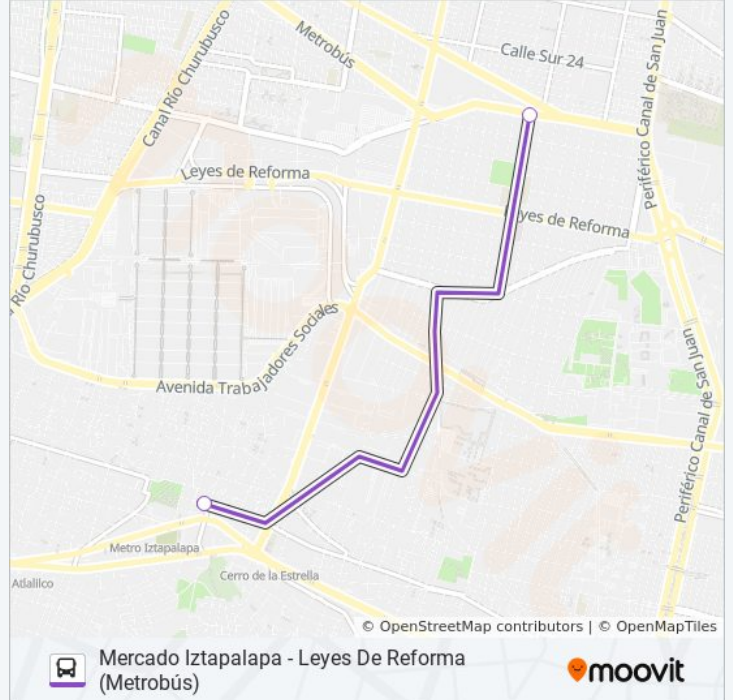 Metrobús
Calle Sur 24
Canal Río Churubusco
Periférico Canal de San Juan
Leyes de Reforma
yes de Reforma
Río Churubusco
Avenida Trabajadores Sociales
Periférico Canal de San Juan
Metro Iztapalapa
Atlalilco
Cerro de la Estrella
© OpenStreetMap contributors | © OpenMapTiles
Mercado Iztapalapa - Leyes De Reforma
(Metrobús)
moovit